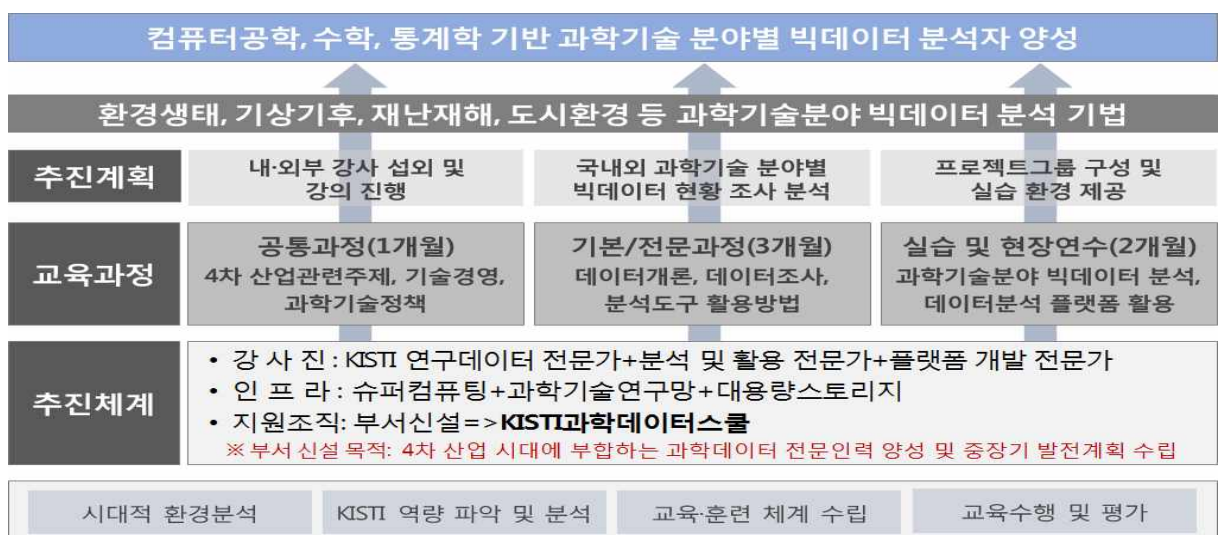 컴퓨터공학, 수학, 통계학 기반 과학기술 분야별 빅데이터 분석자 양성
환경생태, 기상기후, 재난재해, 도시환경 등 과학기술분야 빅데이터 분석 기법
추진계획
내·외부 강사 섭외 및
강의 진행
국내외 과학기술 분야별
빅데이터 현황 조사 분석
프로젝트그룹 구성 및
실습 환경 제공
교육과정
공통과정(1개월)
4차 산업관련주제, 기술경영,
과학기술정책
기본/전문과정(3개월)
데이터개론, 데이터조사,
분석도구 활용방법
실습 및 현장연수(2개월)
과학기술분야 빅데이터 분석,
데이터분석 플랫폼 활용
추진체계
• 강 사 진 : KISTI 연구데이터 전문가+분석 및 활용 전문가+플랫폼 개발 전문가
• 인 프 라 : 슈퍼컴퓨팅+과학기술연구망+대용량스토리지
• 지원조직: 부서신설=>KISTI과학데이터스쿨
※ 부서 신설 목적: 4차 산업 시대에 부합하는 과학데이터 전문인력 양성 및 중장기 발전계획 수립
시대적 환경분석
KISTI 역량 파악 및 분석
교육·훈련 체계 수립
교육수행 및 평가